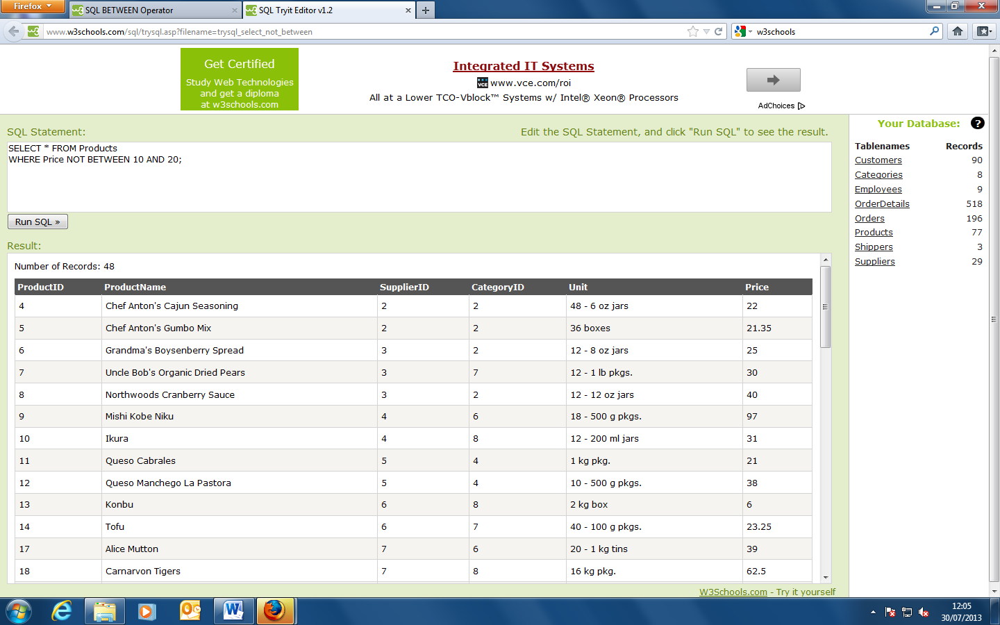 Firefox
SQL BETWEEN Operator
SQL Tryit Editor v1.2
www.w3schools.com/sql/trysql.asp?filename=trysql_select_not_between
w3schools
Get Certified
Study Web Technologies
and get a diploma
at w3schools.com
Integrated IT Systems
VCE www.vce.com/roi
All at a Lower TCO-Vblock™ Systems w/ Intel® Xeon® Processors
AdChoices
SQL Statement:
Edit the SQL Statement, and click "Run SQL" to see the result.
SELECT * FROM Products
WHERE Price NOT BETWEEN 10 AND 20;
Run SQL »
Result:
Number of Records: 48
ProductID ProductName SupplierID CategoryID Unit Price
4 Chef Anton's Cajun Seasoning 2 2 48 - 6 oz jars 22
5 Chef Anton's Gumbo Mix 2 2 36 boxes 21.35
6 Grandma's Boysenberry Spread 3 2 12 - 8 oz jars 25
7 Uncle Bob's Organic Dried Pears 3 7 12 - 1 lb pkgs. 30
8 Northwoods Cranberry Sauce 3 2 12 - 12 oz jars 40
9 Mishi Kobe Niku 4 6 18 - 500 g pkgs. 97
10 Ikura 4 8 12 - 200 ml jars 31
11 Queso Cabrales 5 4 1 kg pkg. 21
12 Queso Manchego La Pastora 5 4 10 - 500 g pkgs. 38
13 Konbu 6 8 2 kg box 6
14 Tofu 6 7 40 - 100 g pkgs. 23.25
17 Alice Mutton 7 6 20 - 1 kg tins 39
18 Carnarvon Tigers 7 8 16 kg pkg. 62.5
W3Schools.com - Try it yourself
Your Database: ?
Tablenames Records
Customers 90
Categories 8
Employees 9
OrderDetails 518
Orders 196
Products 77
Shippers 3
Suppliers 29
12:05
30/07/2013